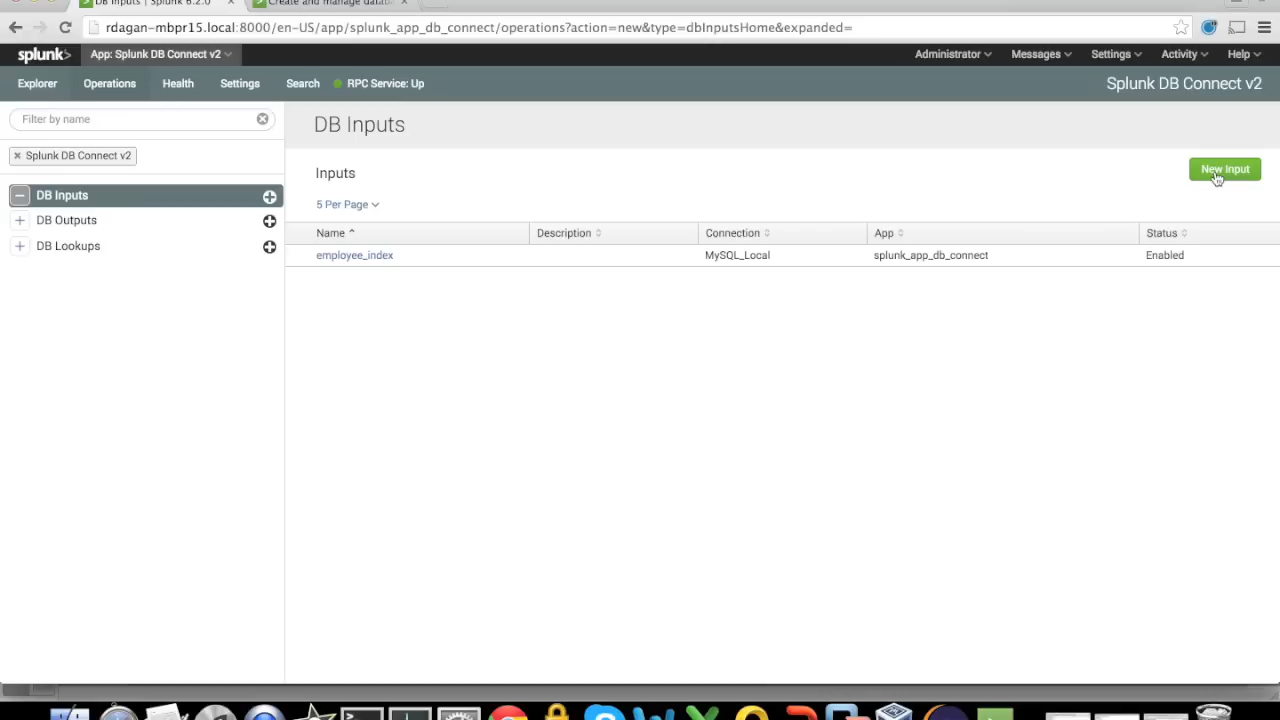 DB Inputs | Splunk 6.2.0
Create and manage datab
rdagan-mbpr15.local:8000/en-US/app/splunk_app_db_connect/operations?action=new&type=dbInputsHome&expanded=
splunk> App: Splunk DB Connect v2 Administrator Messages Settings Activity Help
Explorer Operations Health Settings Search RPC Service: Up Splunk DB Connect v2
Filter by name
DB Inputs
Splunk DB Connect v2
Inputs
New Input
DB Inputs
5 Per Page
DB Outputs
DB Lookups
Name Description Connection App Status
employee_index MySQL_Local splunk_app_db_connect Enabled